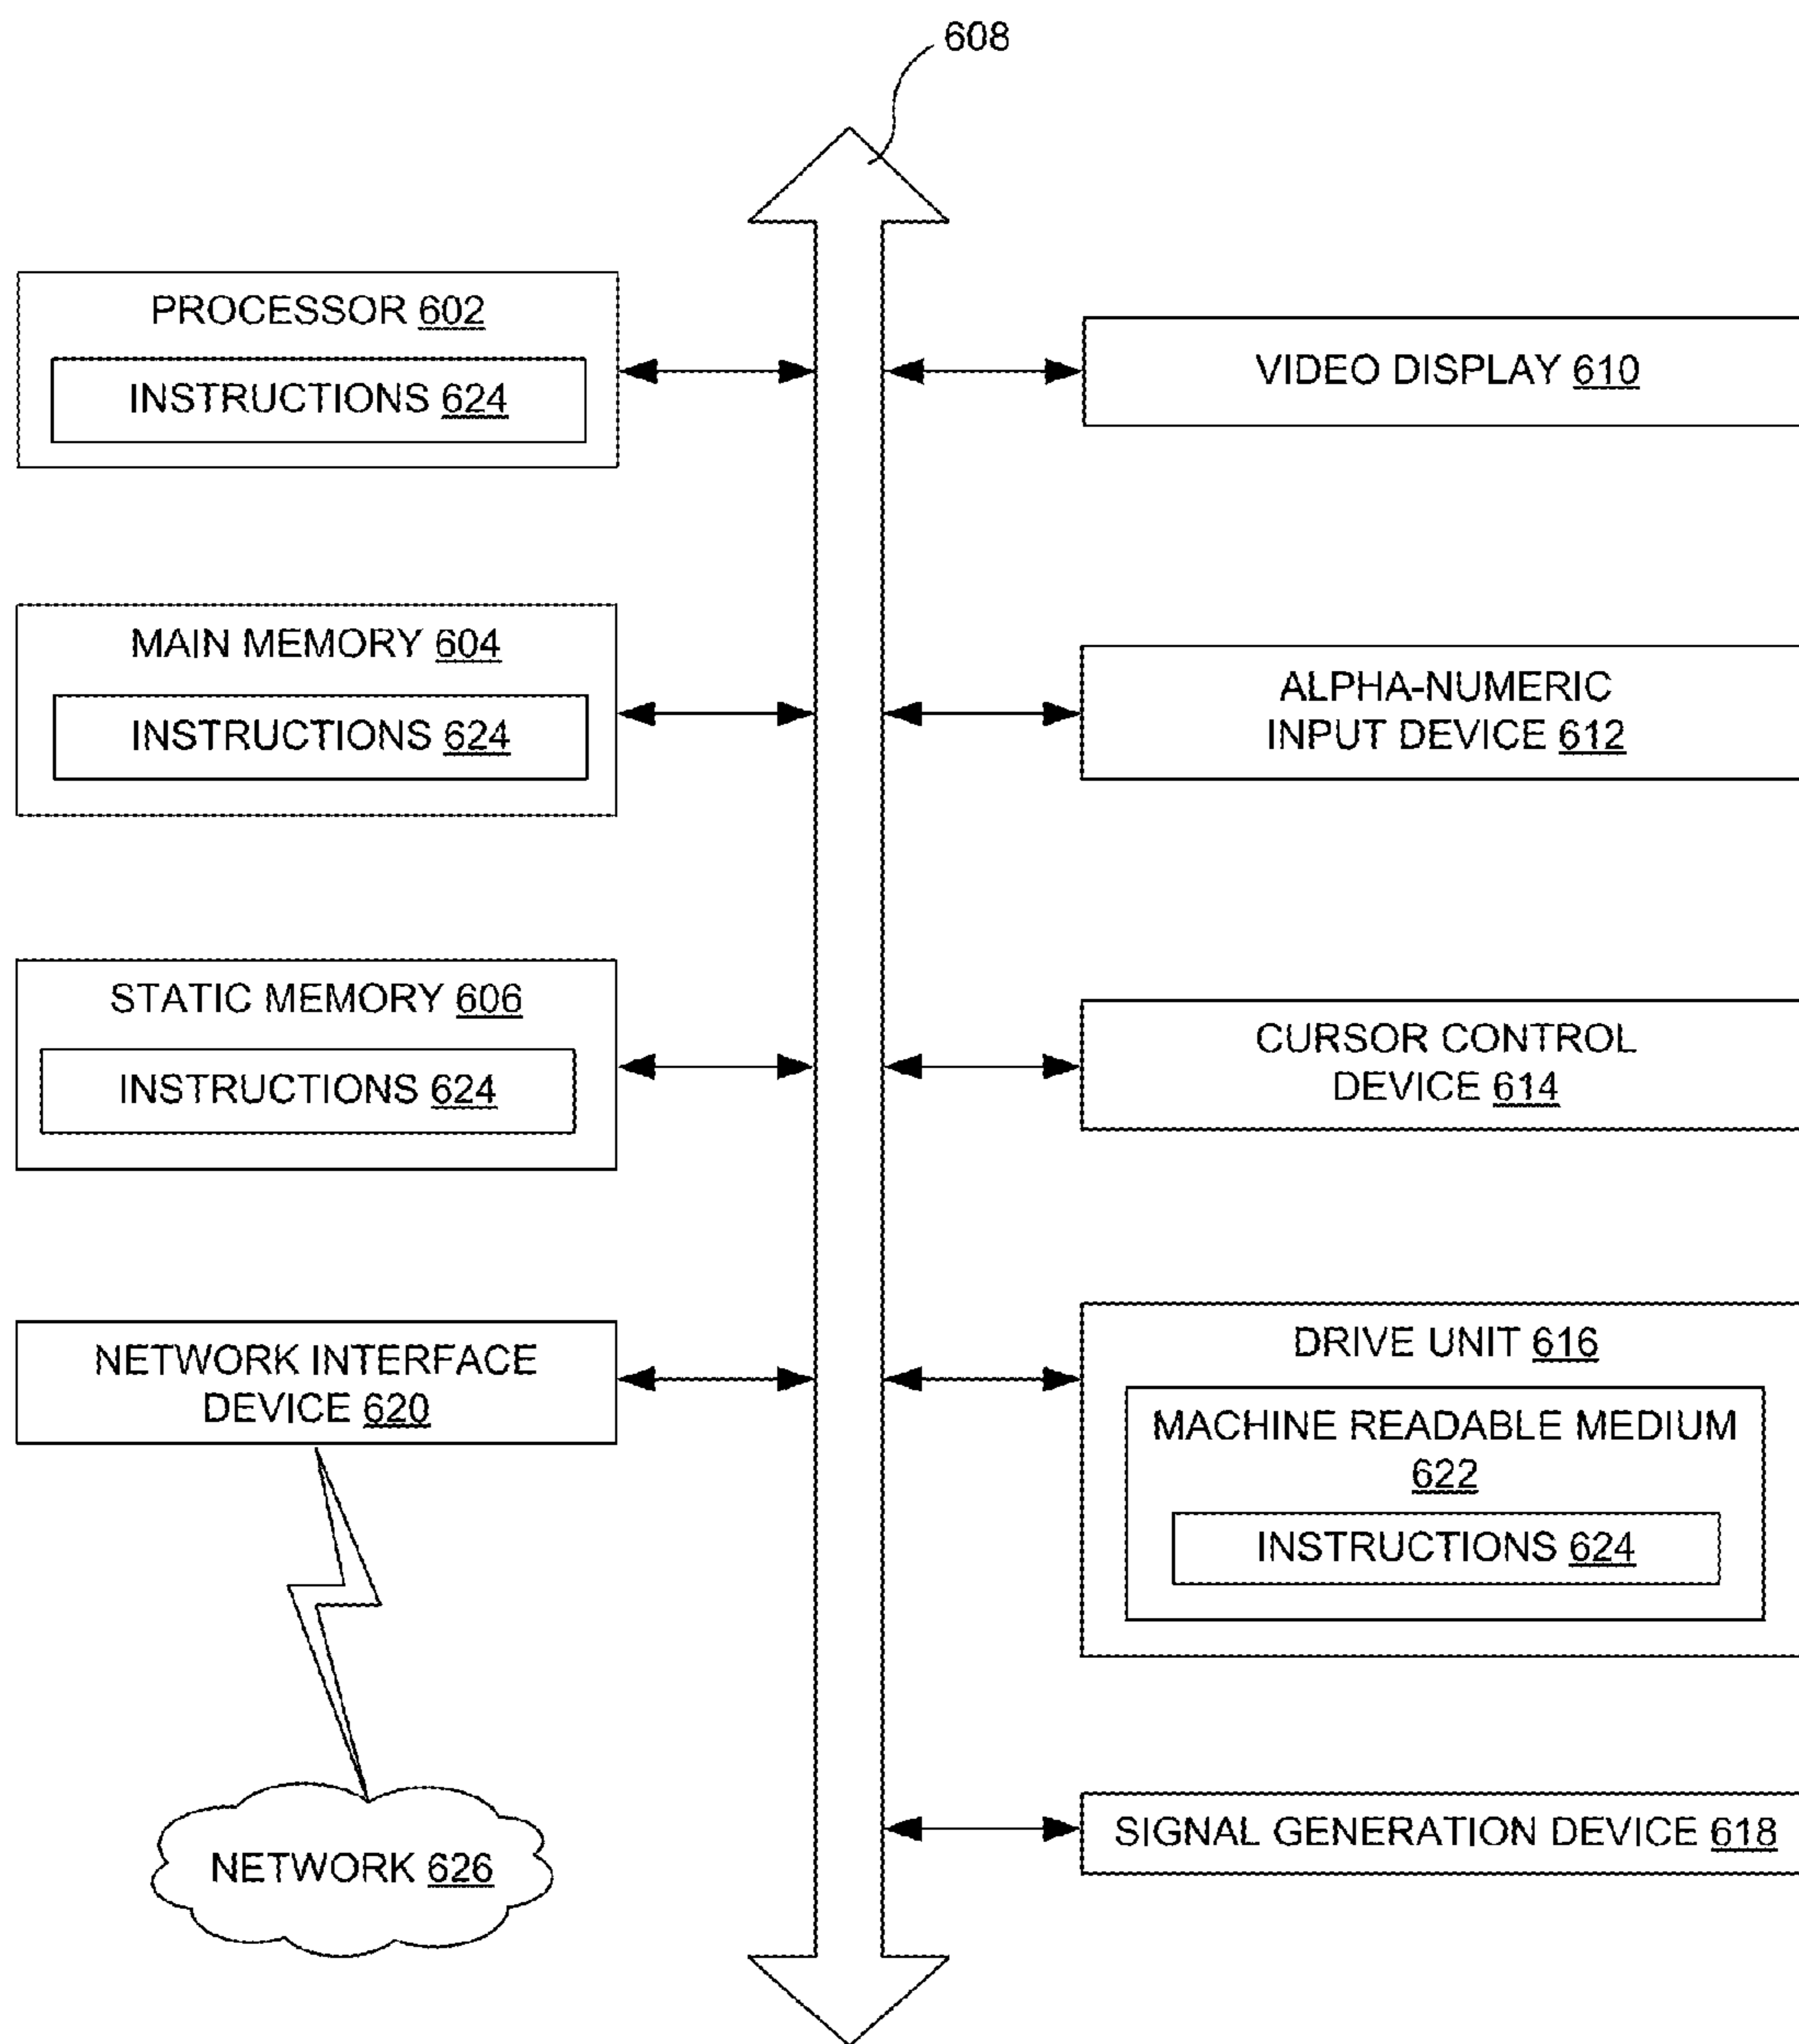 608
PROCESSOR 602
INSTRUCTIONS 624
VIDEO DISPLAY 610
MAIN MEMORY 604
INSTRUCTIONS 624
ALPHA-NUMERIC
INPUT DEVICE 612
STATIC MEMORY 606
INSTRUCTIONS 624
CURSOR CONTROL
DEVICE 614
NETWORK INTERFACE
DEVICE 620
DRIVE UNIT 616
MACHINE READABLE MEDIUM
622
INSTRUCTIONS 624
SIGNAL GENERATION DEVICE 618
NETWORK 626